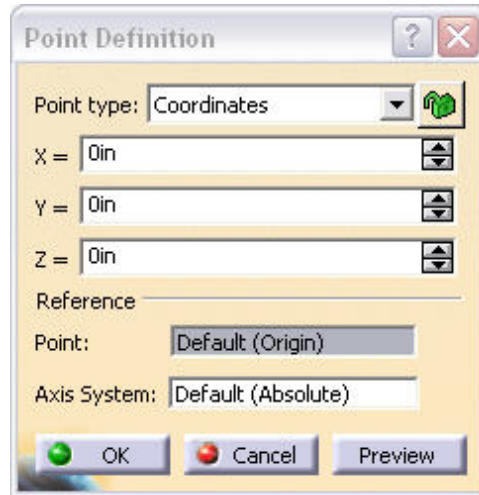 Point Definition ?
Point type: Coordinates
X = 0in
Y = 0in
Z = 0in
Reference
Point: Default (Origin)
Axis System: Default (Absolute)
OK Cancel Preview